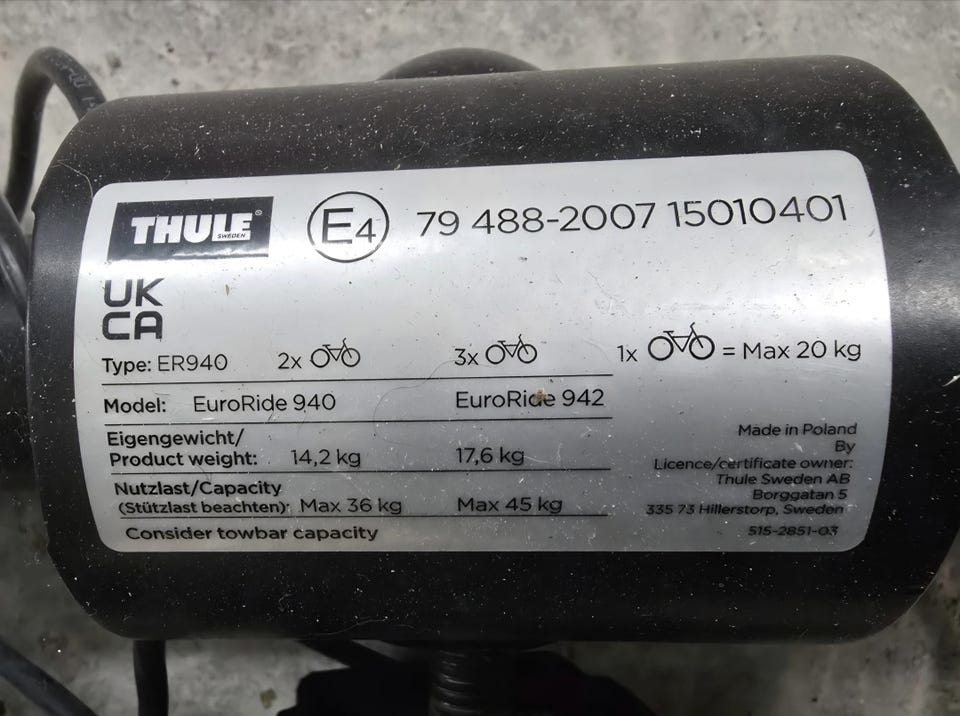 THULE®
SWEDEN
E4 79 488-2007 15010401
UK
CA
Type: ER940 2x 3x 1x = Max 20 kg
Model: EuroRide 940 EuroRide 942
Eigengewicht/
Product weight: 14,2 kg 17,6 kg
Nutzlast/Capacity
(Stützlast beachten): Max 36 kg Max 45 kg
Consider towbar capacity
Made in Poland
By
Licence/certificate owner:
Thule Sweden AB
Borggatan 5
335 73 Hillerstorp, Sweden
515-2851-03